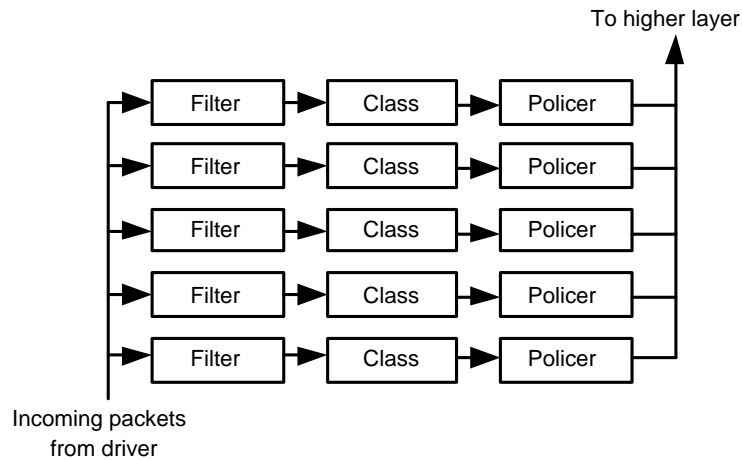 To higher layer
Filter Class Policer
Filter Class Policer
Filter Class Policer
Filter Class Policer
Filter Class Policer
Incoming packets
from driver